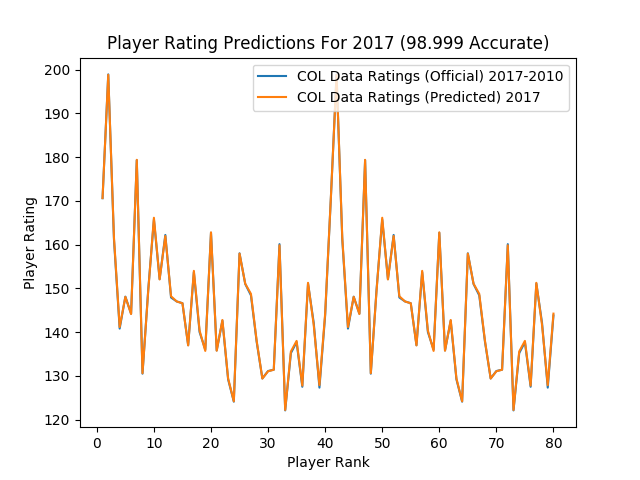 Player Rating Predictions For 2017 (98.999 Accurate)
COL Data Ratings (Official) 2017-2010
COL Data Ratings (Predicted) 2017
200
190
180
170
160
150
140
130
120
Player Rating
0 10 20 30 40 50 60 70 80
Player Rank